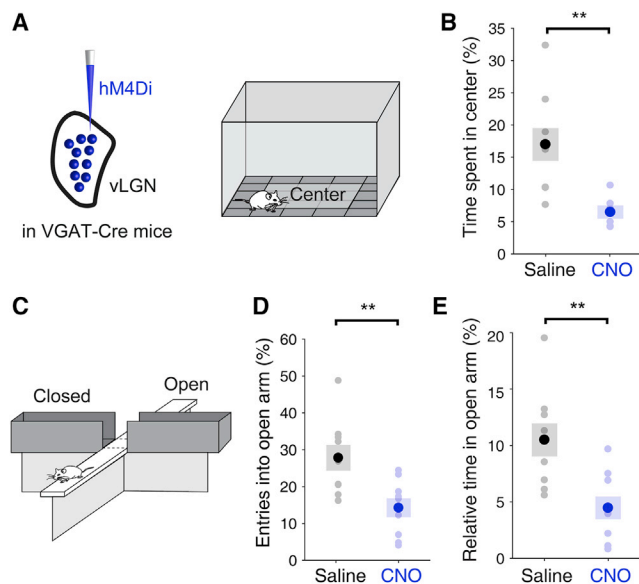 A
hM4Di
vLGN
in VGAT-Cre mice
Center
B
**
Time spent in center (%)
35
30
25
20
15
10
5
0
Saline CNO
C
Closed
Open
D
**
Entries into open arm (%)
60
50
40
30
20
10
0
Saline CNO
E
**
Relative time in open arm (%)
20
15
10
5
0
Saline CNO